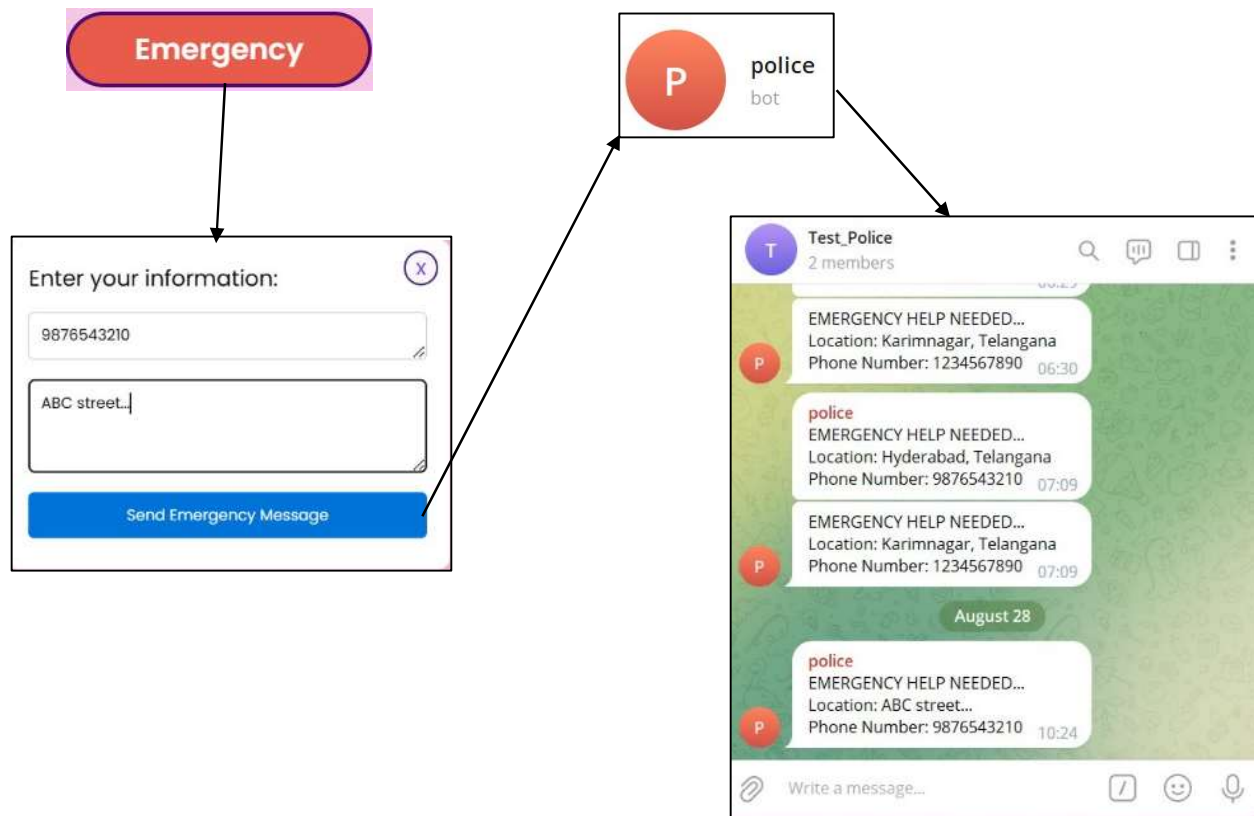 Emergency
P
police
bot
Enter your information:
X
9876543210
ABC street...
Send Emergency Message
T
Test_Police
2 members
EMERGENCY HELP NEEDED...
Location: Karimnagar, Telangana
Phone Number: 1234567890 06:30
P
police
EMERGENCY HELP NEEDED...
Location: Hyderabad, Telangana
Phone Number: 9876543210 07:09
EMERGENCY HELP NEEDED...
Location: Karimnagar, Telangana
Phone Number: 1234567890 07:09
P
August 28
police
EMERGENCY HELP NEEDED...
Location: ABC street...
Phone Number: 9876543210 10:24
P
Write a message...